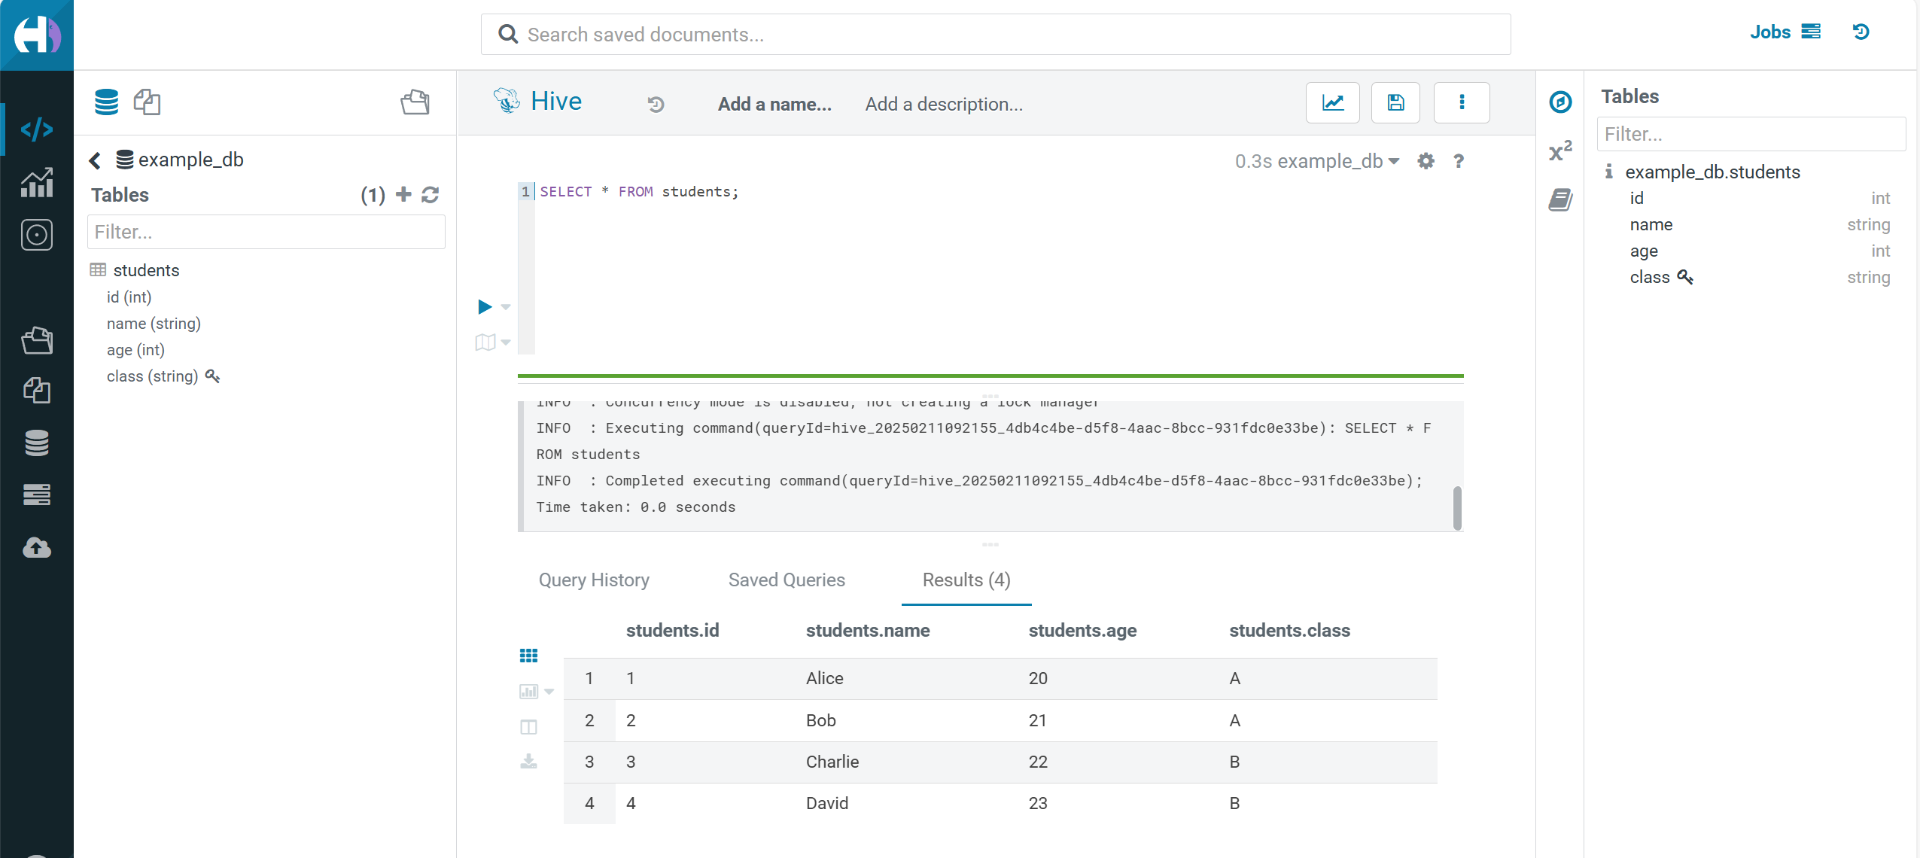 Search saved documents...
Jobs
Hive
Add a name...
Add a description...
example_db
Tables
(1)
Filter...
students
id (int)
name (string)
age (int)
class (string)
0.3s example_db
?
1 SELECT * FROM students;
INFO  : Concurrency mode is disabled, not creating a lock manager
INFO  : Executing command(queryId=hive_20250211092155_4db4c4be-d5f8-4aac-8bcc-931fdc0e33be): SELECT * F
ROM students
INFO  : Completed executing command(queryId=hive_20250211092155_4db4c4be-d5f8-4aac-8bcc-931fdc0e33be);
Time taken: 0.0 seconds
Query History
Saved Queries
Results (4)
students.id students.name students.age students.class
1 1 Alice 20 A
2 2 Bob 21 A
3 3 Charlie 22 B
4 4 David 23 B
x²
Tables
Filter...
example_db.students
id int
name string
age int
class string